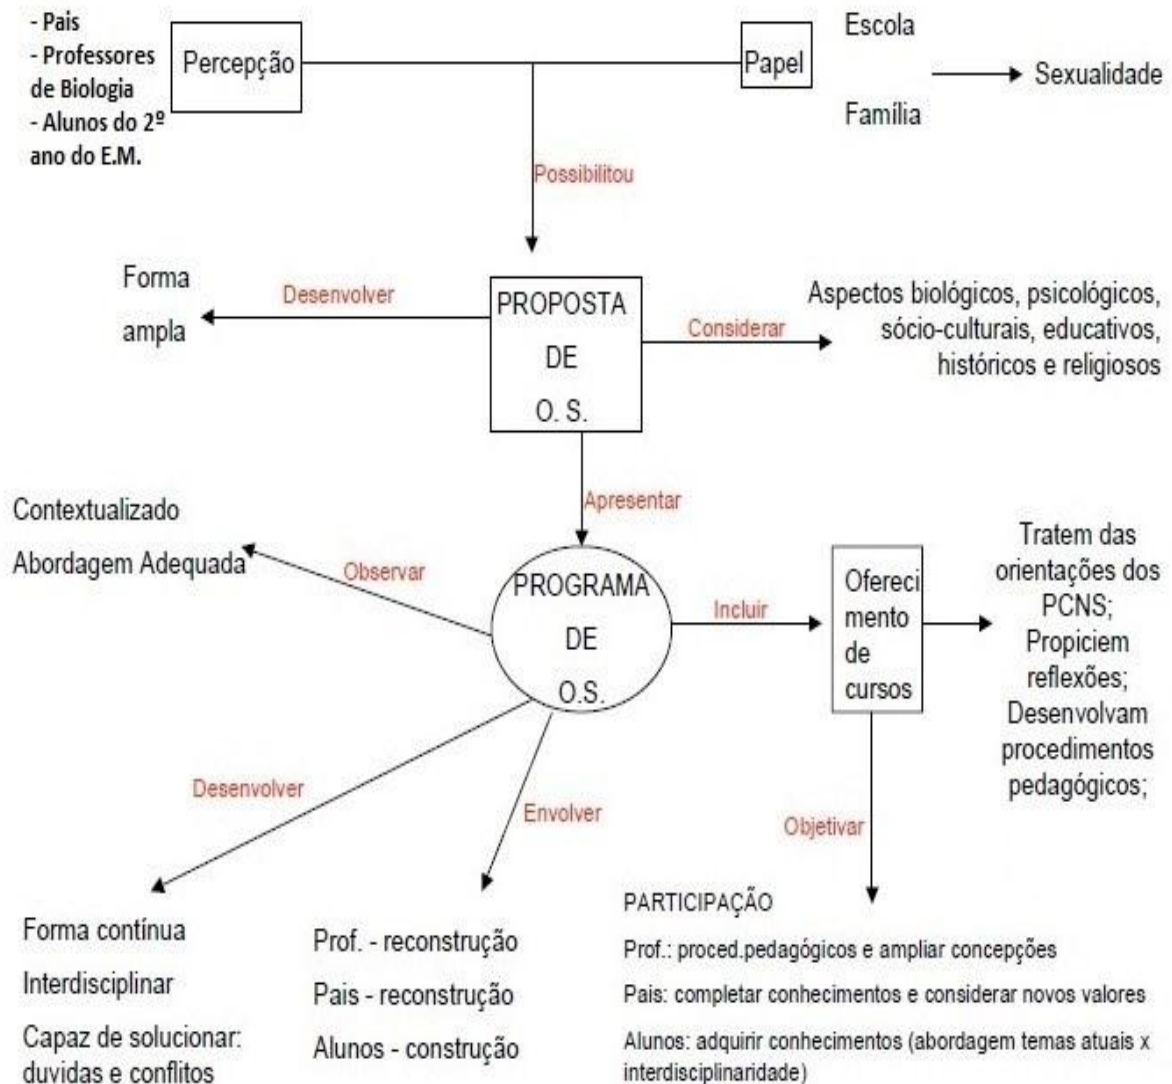 - Pais
- Professores
de Biologia
- Alunos do 2º
ano do E.M.
Percepção
Papel
Escola
Família
Sexualidade
Possibilitou
Forma
ampla
Desenvolver
PROPOSTA
DE
O. S.
Considerar
Aspectos biológicos, psicológicos,
sócio-culturais, educativos,
históricos e religiosos
Apresentar
Contextualizado
Abordagem Adequada
Observar
PROGRAMA
DE
O.S.
Incluir
Ofereci
mento
de
cursos
Tratem das
orientações dos
PCNS;
Propiciem
reflexões;
Desenvolvam
procedimentos
pedagógicos;
Desenvolver
Envolver
Objetivar
Forma contínua
Interdisciplinar
Capaz de solucionar:
duvidas e conflitos
Prof. - reconstrução
Pais - reconstrução
Alunos - construção
PARTICIPAÇÃO
Prof.: proced.pedagógicos e ampliar concepções
Pais: completar conhecimentos e considerar novos valores
Alunos: adquirir conhecimentos (abordagem temas atuais x
interdisciplinaridade)